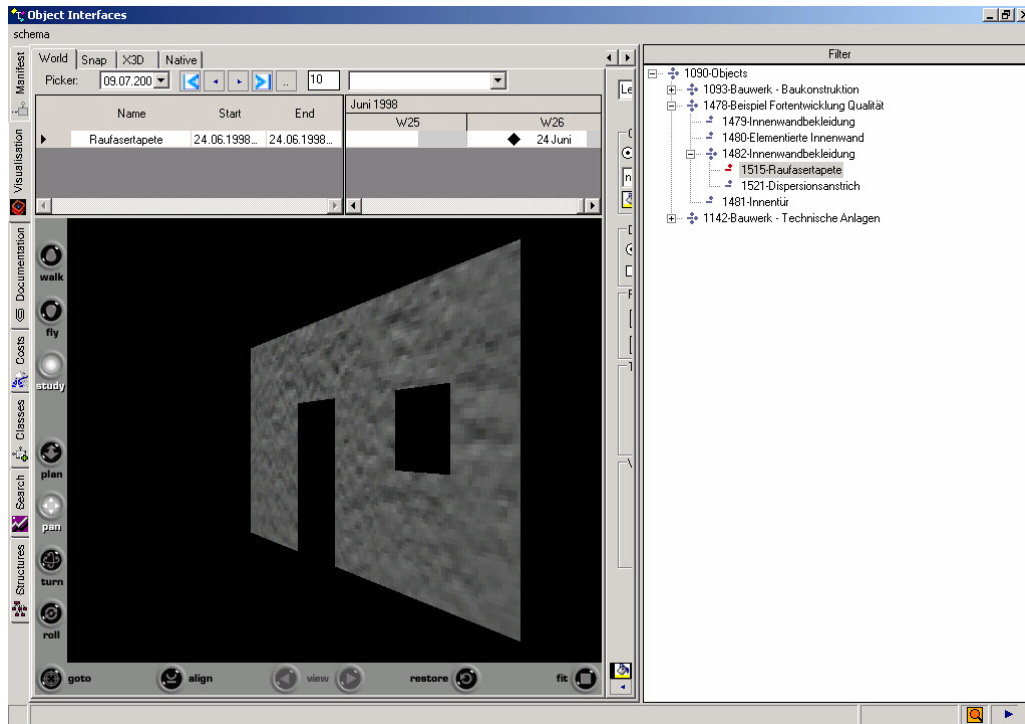 Object Interfaces
schema
Manifest
Visualisation
Documentation
Costs
Classes
Search
Structures
World Snap X3D Native
Picker: 09.07.200 .. 10
Name Start End
Raufasertapete 24.06.1998... 24.06.1998...
Juni 1998
W25 W26
24 Juni
walk
fly
study
plan
pan
turn
roll
goto align view restore fit
Le
Filter
1090-Objects
1093-Bauwerk - Baukonstruktion
1478-Beispiel Fortentwicklung Qualität
1479-Innenwandbekleidung
1480-Elementierte Innenwand
1482-Innenwandbekleidung
1515-Raufasertapete
1521-Dispersionsanstrich
1481-Innentür
1142-Bauwerk - Technische Anlagen